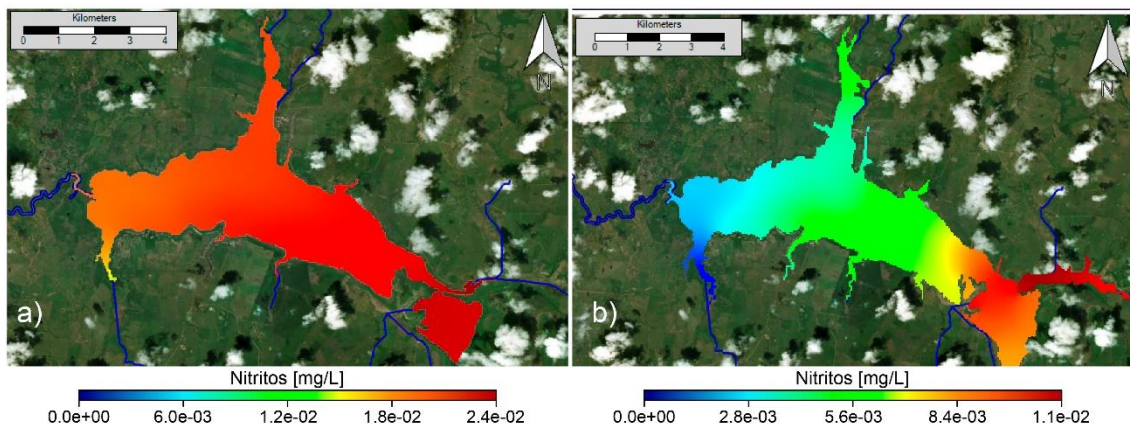 Kilometers
0 1 2 3 4
N
a)
Nitritos [mg/L]
0.0e+00 6.0e-03 1.2e-02 1.8e-02 2.4e-02
Kilometers
0 1 2 3 4
N
b)
Nitritos [mg/L]
0.0e+00 2.8e-03 5.6e-03 8.4e-03 1.1e-02